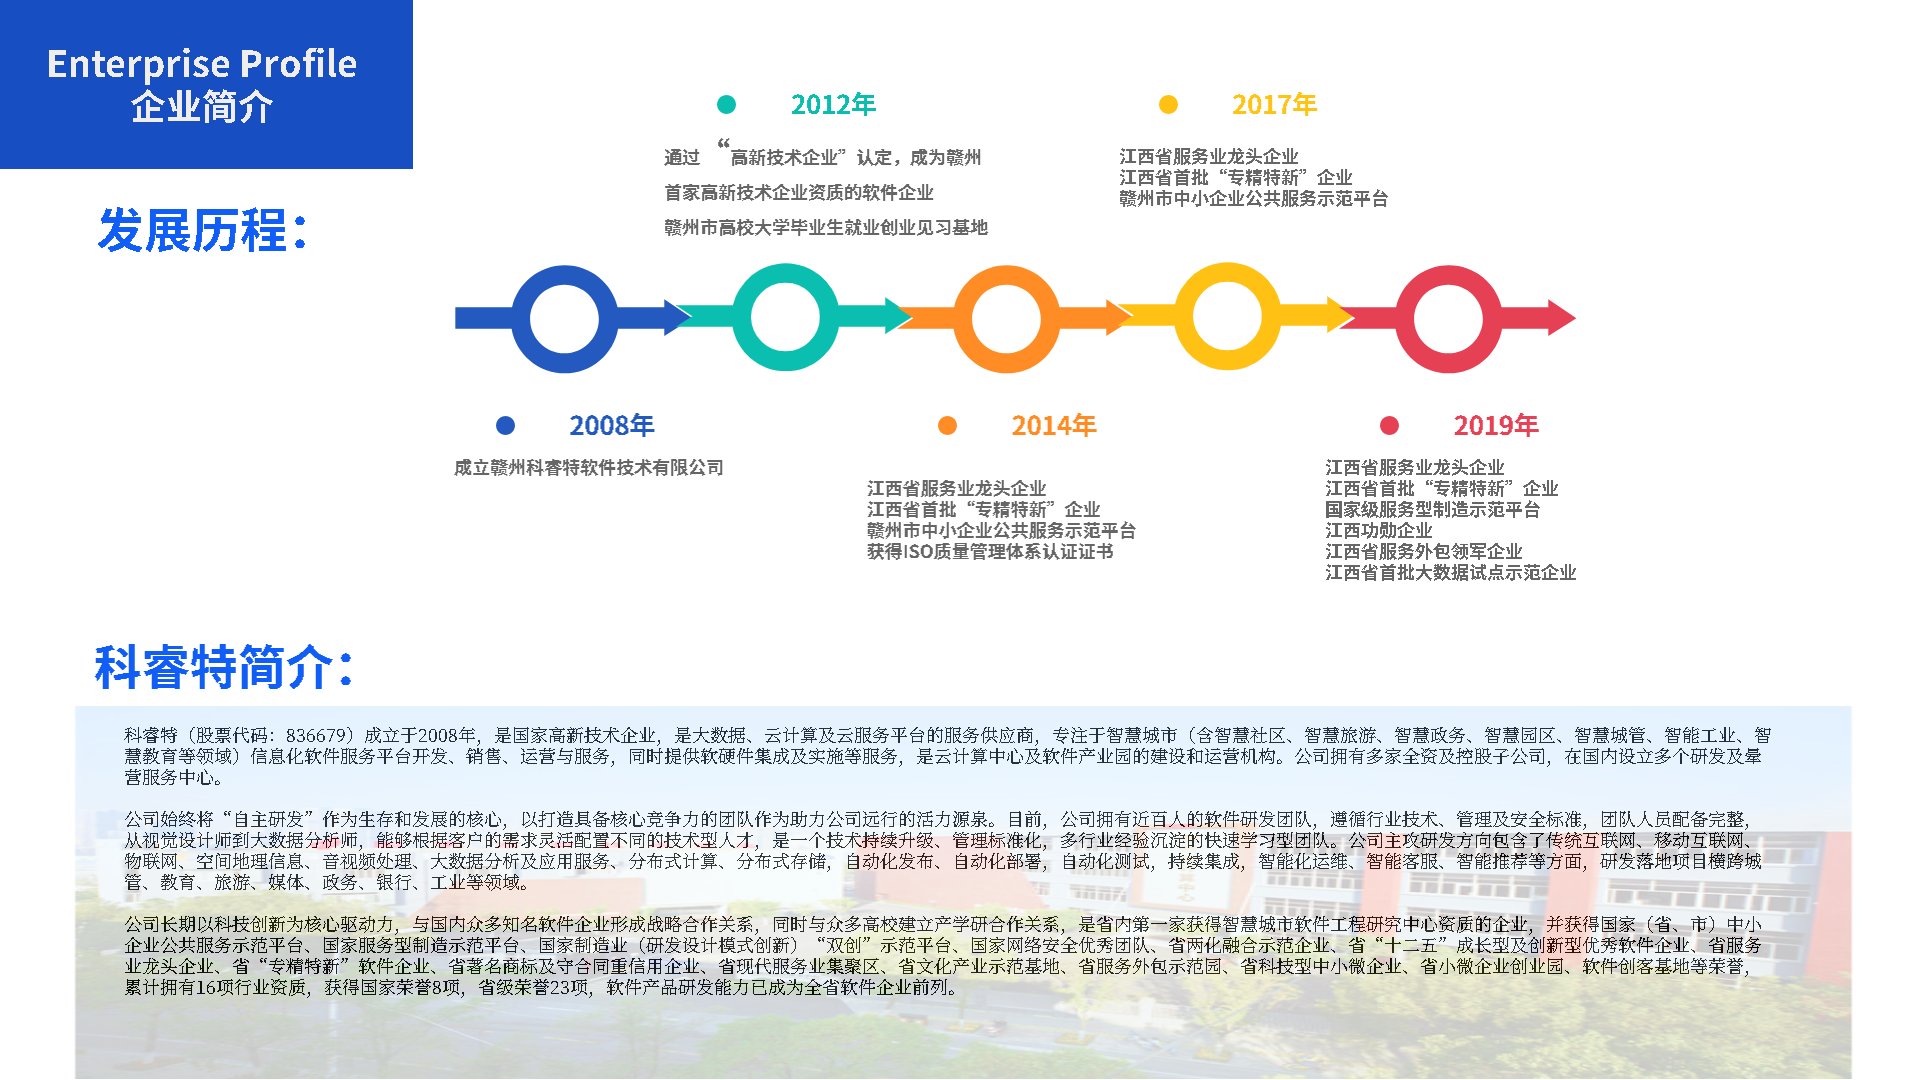 Enterprise Profile
企业简介
发展历程：
2012年
通过 “高新技术企业”认定，成为赣州
首家高新技术企业资质的软件企业
赣州市高校大学毕业生就业创业见习基地
2017年
江西省服务业龙头企业
江西省首批“专精特新”企业
赣州市中小企业公共服务示范平台
2008年
成立赣州科睿特软件技术有限公司
2014年
江西省服务业龙头企业
江西省首批“专精特新”企业
赣州市中小企业公共服务示范平台
获得ISO质量管理体系认证证书
2019年
江西省服务业龙头企业
江西省首批“专精特新”企业
国家级服务型制造示范平台
江西功勋企业
江西省服务外包领军企业
江西省首批大数据试点示范企业
科睿特简介：
科睿特（股票代码：836679）成立于2008年，是国家高新技术企业，是大数据、云计算及云服务平台的服务供应商，专注于智慧城市（含智慧社区、智慧旅游、智慧政务、智慧园区、智慧城管、智能工业、智
慧教育等领域）信息化软件服务平台开发、销售、运营与服务，同时提供软硬件集成及实施等服务，是云计算中心及软件产业园的建设和运营机构。公司拥有多家全资及控股子公司，在国内设立多个研发及晕
营服务中心。
公司始终将“自主研发”作为生存和发展的核心，以打造具备核心竞争力的团队作为助力公司远行的活力源泉。目前，公司拥有近百人的软件研发团队，遵循行业技术、管理及安全标准，团队人员配备完整，
从视觉设计师到大数据分析师，能够根据客户的需求灵活配置不同的技术型人才，是一个技术持续升级、管理标准化，多行业经验沉淀的快速学习型团队。公司主攻研发方向包含了传统互联网、移动互联网、
物联网、空间地理信息、音视频处理、大数据分析及应用服务、分布式计算、分布式存储，自动化发布、自动化部署，自动化测试，持续集成，智能化运维、智能客服、智能推荐等方面，研发落地项目横跨城
管、教育、旅游、媒体、政务、银行、工业等领域。
公司长期以科技创新为核心驱动力，与国内众多知名软件企业形成战略合作关系，同时与众多高校建立产学研合作关系，是省内第一家获得智慧城市软件工程研究中心资质的企业，并获得国家（省、市）中小
企业公共服务示范平台、国家服务型制造示范平台、国家制造业（研发设计模式创新）“双创”示范平台、国家网络安全优秀团队、省两化融合示范企业、省“十二五”成长型及创新型优秀软件企业、省服务
业龙头企业、省“专精特新”软件企业、省著名商标及守合同重信用企业、省现代服务业集聚区、省文化产业示范基地、省服务外包示范园、省科技型中小微企业、省小微企业创业园、软件创客基地等荣誉，
累计拥有16项行业资质，获得国家荣誉8项，省级荣誉23项，软件产品研发能力已成为全省软件企业前列。